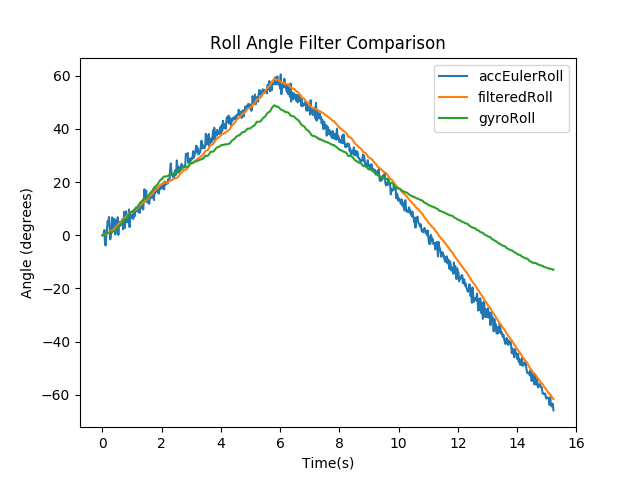 Roll Angle Filter Comparison
accEulerRoll
filteredRoll
gyroRoll
Angle (degrees)
60
40
20
0
−20
−40
−60
0 2 4 6 8 10 12 14 16
Time(s)